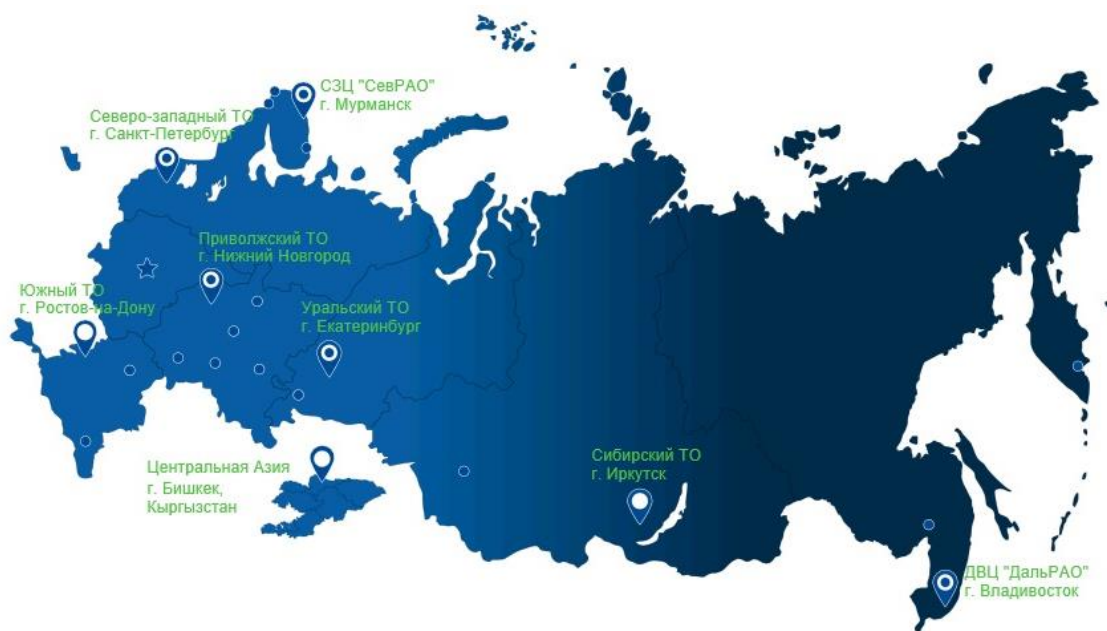 СЗЦ "СевРАО"
г. Мурманск
Северо-западный ТО
г. Санкт-Петербург
Приволжский ТО
г. Нижний Новгород
Южный ТО
г. Ростов-на-Дону
Уральский ТО
г. Екатеринбург
Центральная Азия
г. Бишкек,
Кыргызстан
Сибирский ТО
г. Иркутск
ДВЦ "ДальРАО"
г. Владивосток